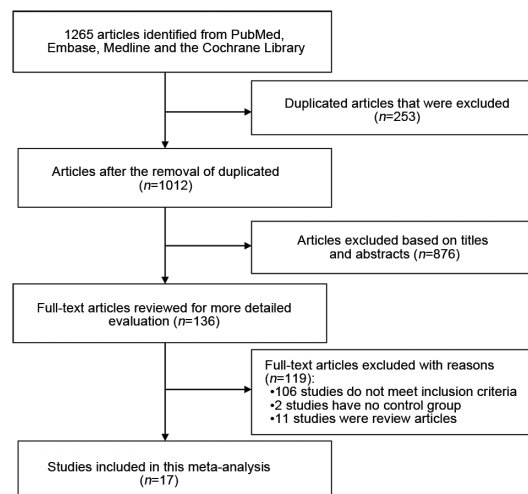 1265 articles identified from PubMed,
Embase, Medline and the Cochrane Library
Duplicated articles that were excluded
(n=253)
Articles after the removal of duplicated
(n=1012)
Articles excluded based on titles
and abstracts (n=876)
Full-text articles reviewed for more detailed
evaluation (n=136)
Full-text articles excluded with reasons
(n=119):
•106 studies do not meet inclusion criteria
•2 studies have no control group
•11 studies were review articles
Studies included in this meta-analysis
(n=17)